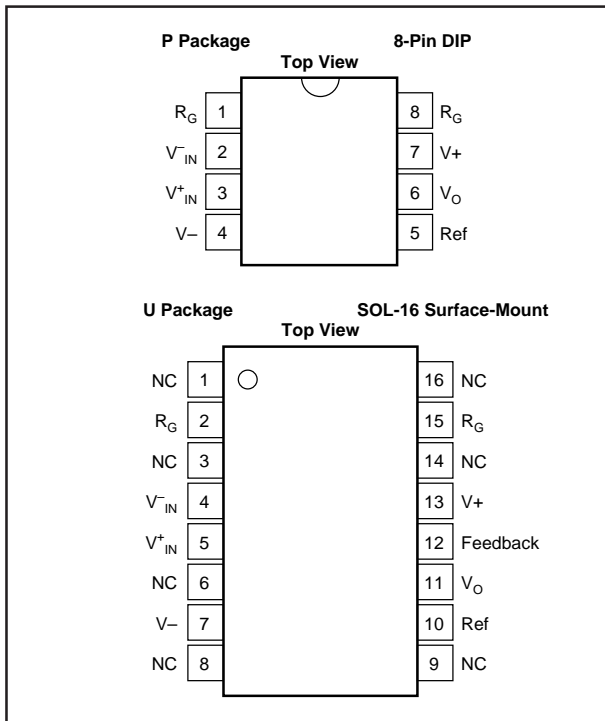 P Package 8-Pin DIP
Top View
R_G 1 8 R_G
V⁻_IN 2 7 V+
V⁺_IN 3 6 V_O
V– 4 5 Ref
U Package SOL-16 Surface-Mount
Top View
NC 1 16 NC
R_G 2 15 R_G
NC 3 14 NC
V⁻_IN 4 13 V+
V⁺_IN 5 12 Feedback
NC 6 11 V_O
V– 7 10 Ref
NC 8 9 NC